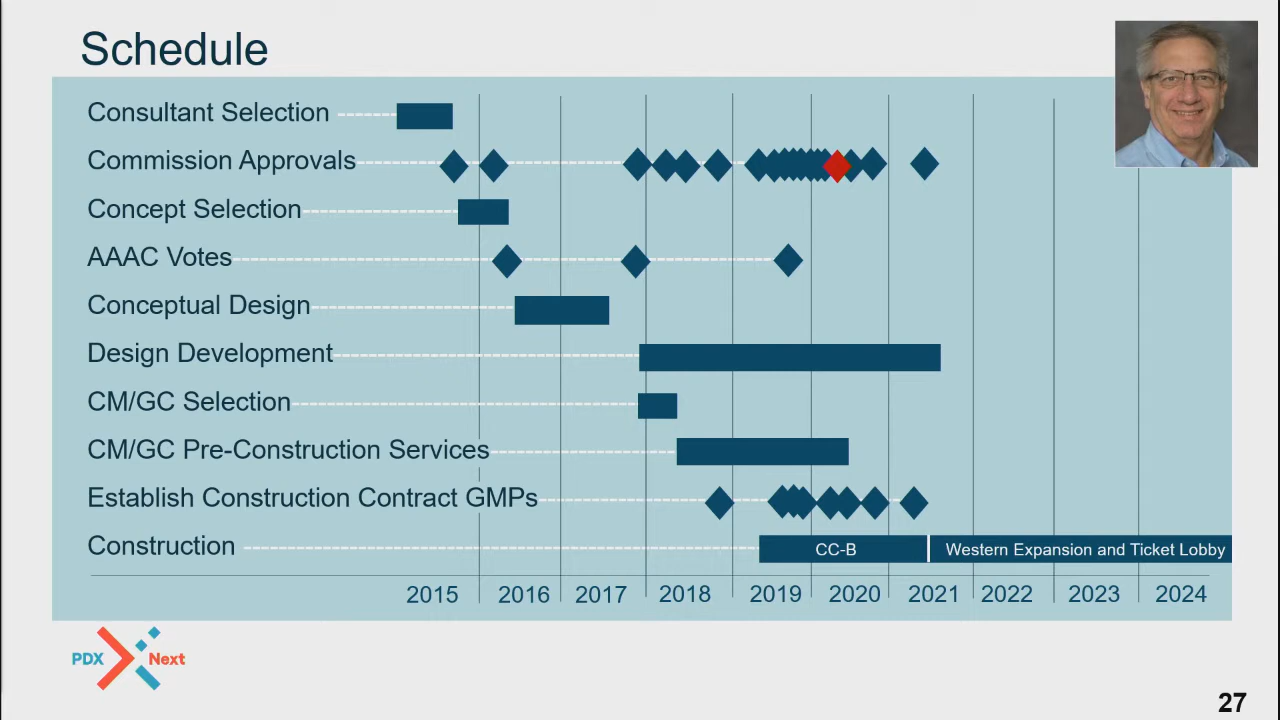 Schedule
Consultant Selection
Commission Approvals
Concept Selection
AAAC Votes
Conceptual Design
Design Development
CM/GC Selection
CM/GC Pre-Construction Services
Establish Construction Contract GMPs
Construction
CC-B
Western Expansion and Ticket Lobby
2015 2016 2017 2018 2019 2020 2021 2022 2023 2024
PDX Next
27